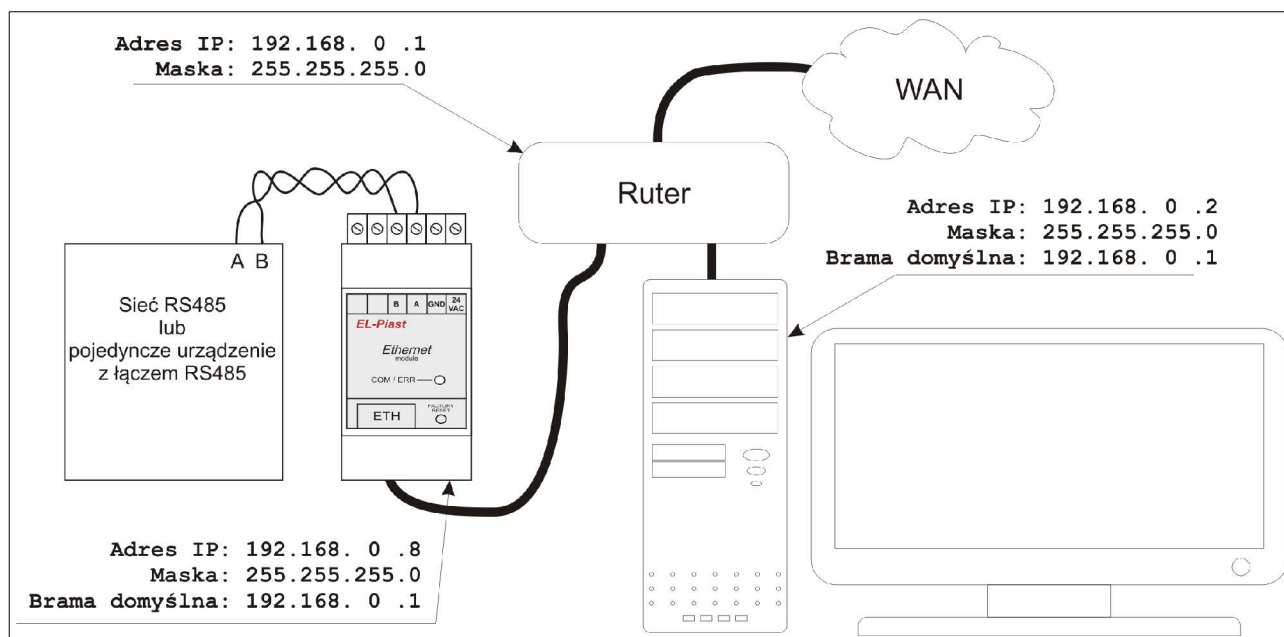 Adres IP: 192.168. 0 .1
Maska: 255.255.255.0
WAN
Ruter
Adres IP: 192.168. 0 .2
Maska: 255.255.255.0
Brama domyślna: 192.168. 0 .1
A B
Sieć RS485
lub
pojedyncze urządzenie
z łączem RS485
B A GND 24
VAC
EL-Piast
Ethernet
module
COM / ERR
ETH
FACTORY
RESET
Adres IP: 192.168. 0 .8
Maska: 255.255.255.0
Brama domyślna: 192.168. 0 .1